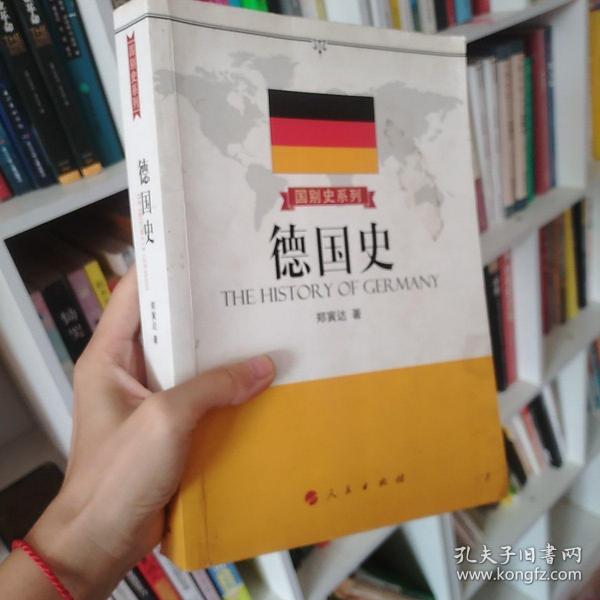 国别史系列
德国史
THE HISTORY OF GERMANY
郑寅达 著
人民出版社
国别史系列
德国史
郑寅达 著
孔夫子旧書网
www.kongfz.com